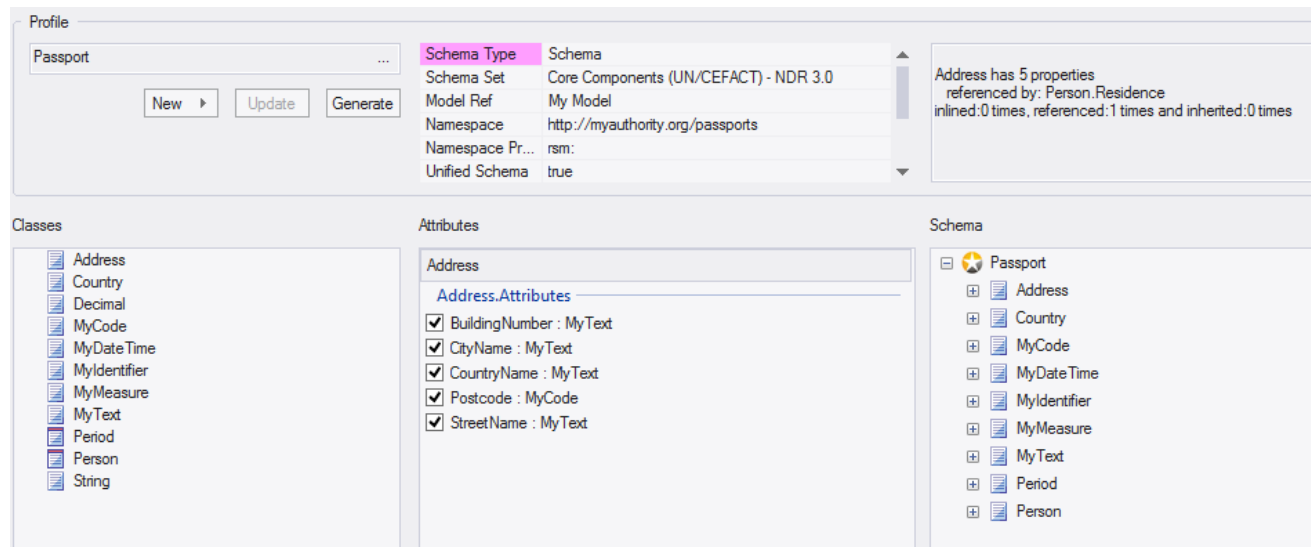 Profile
Passport ...
New Update Generate
Schema Type Schema
Schema Set Core Components (UN/CEFACT) - NDR 3.0
Model Ref My Model
Namespace http://myauthority.org/passports
Namespace Pr... rsm:
Unified Schema true
Address has 5 properties
referenced by: Person.Residence
inlined:0 times, referenced:1 times and inherited:0 times
Classes
Address
Country
Decimal
MyCode
MyDateTime
MyIdentifier
MyMeasure
MyText
Period
Person
String
Attributes
Address
Address.Attributes
BuildingNumber : MyText
CityName : MyText
CountryName : MyText
Postcode : MyCode
StreetName : MyText
Schema
Passport
Address
Country
MyCode
MyDateTime
MyIdentifier
MyMeasure
MyText
Period
Person